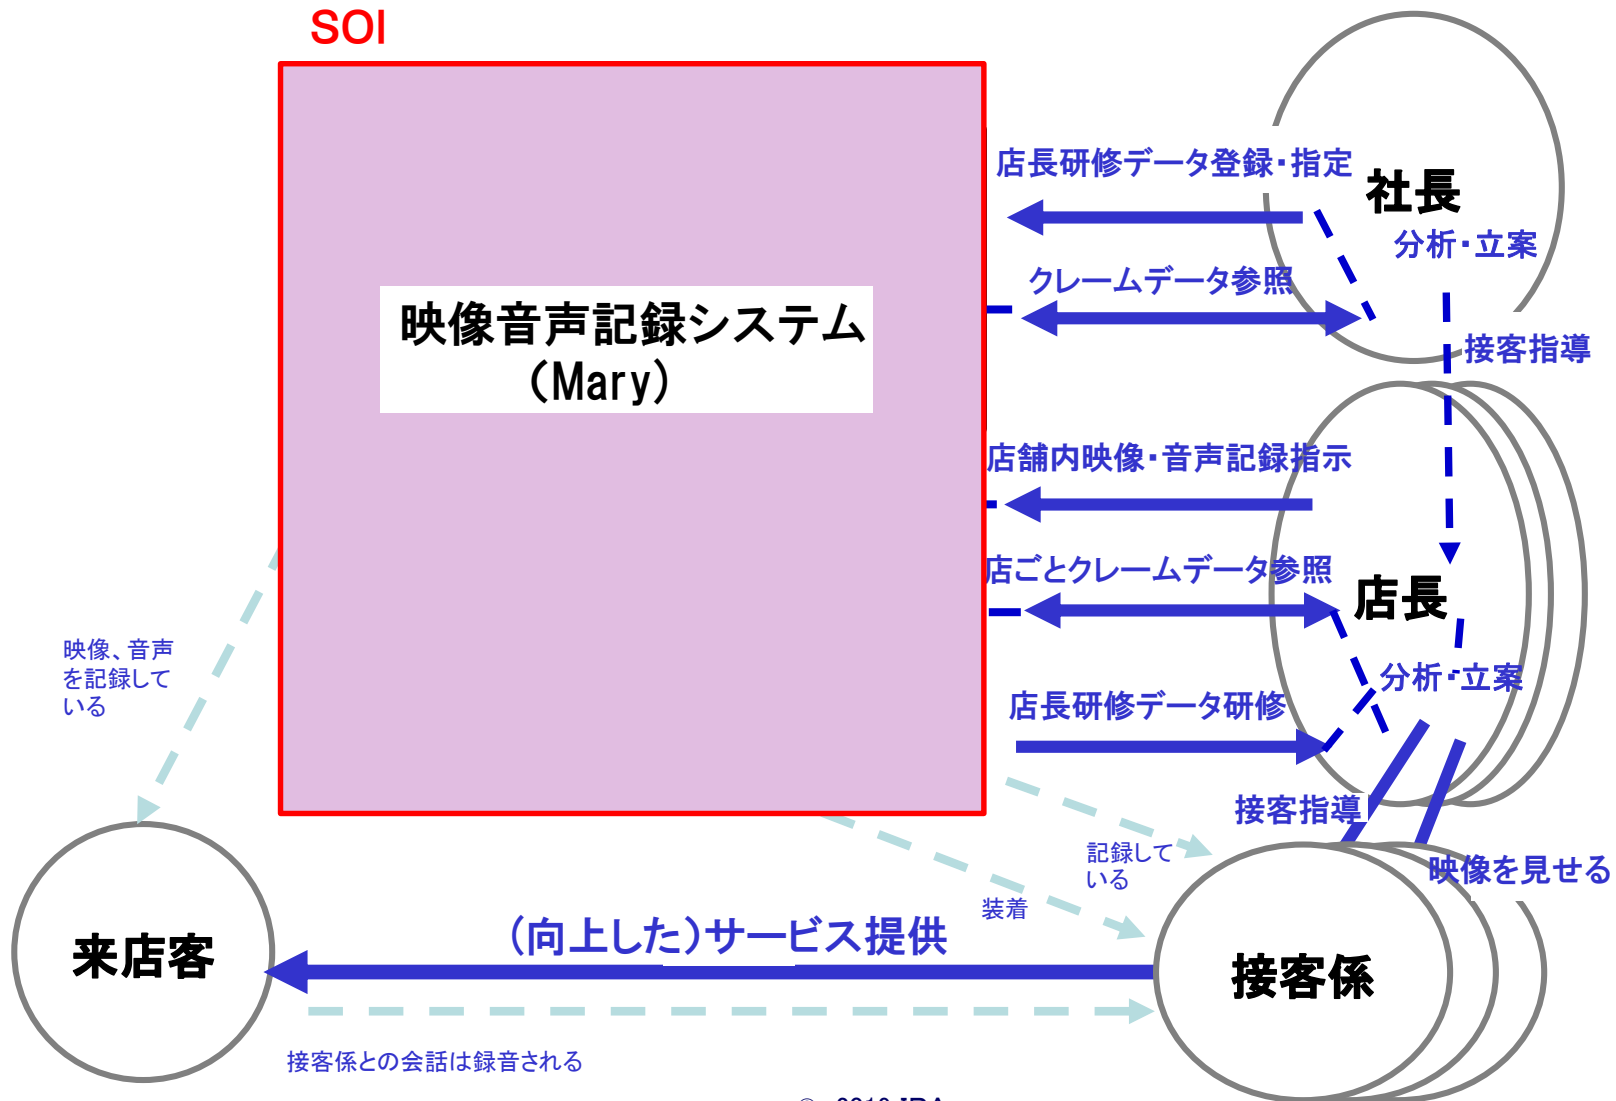 SOI
店長研修データ登録・指定
社長
分析・立案
クレームデータ参照
映像音声記録システム
（Mary）
接客指導
店舗内映像・音声記録指示
店ごとクレームデータ参照
店長
映像、音声
を記録して
いる
分析・立案
店長研修データ研修
接客指導
記録して
いる
映像を見せる
装着
（向上した）サービス提供
来店客
接客係
接客係との会話は録音される